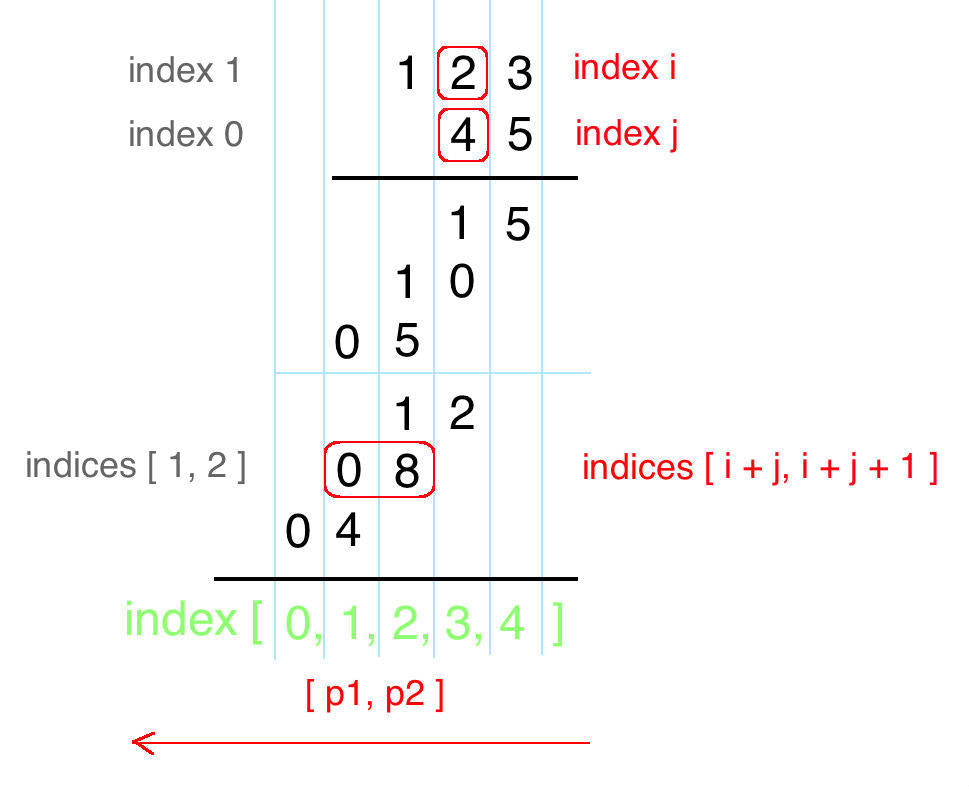 index 1 1 2 3 index i
index 0 4 5 index j
1 5
1 0
0 5
1 2
indices [ 1, 2 ] 0 8 indices [ i + j, i + j + 1 ]
0 4
index [ 0, 1, 2, 3, 4 ]
[ p1, p2 ]